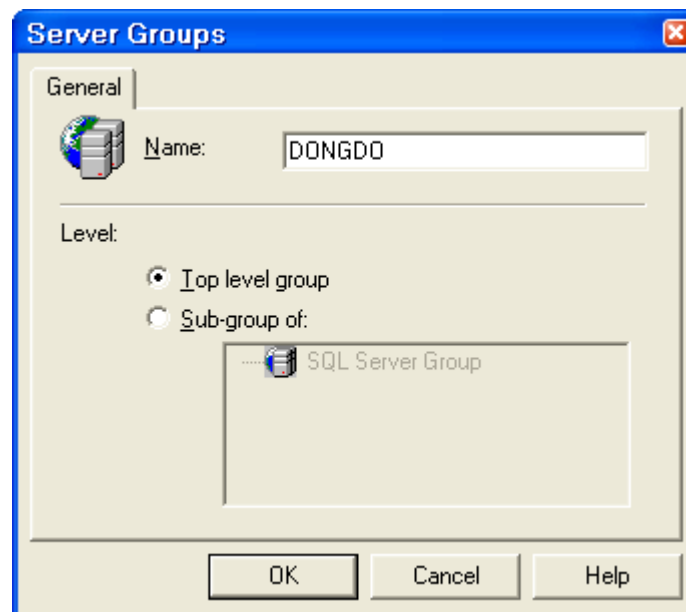 Server Groups
General
Name: DONGDO
Level:
Top level group
Sub-group of:
SQL Server Group
OK Cancel Help